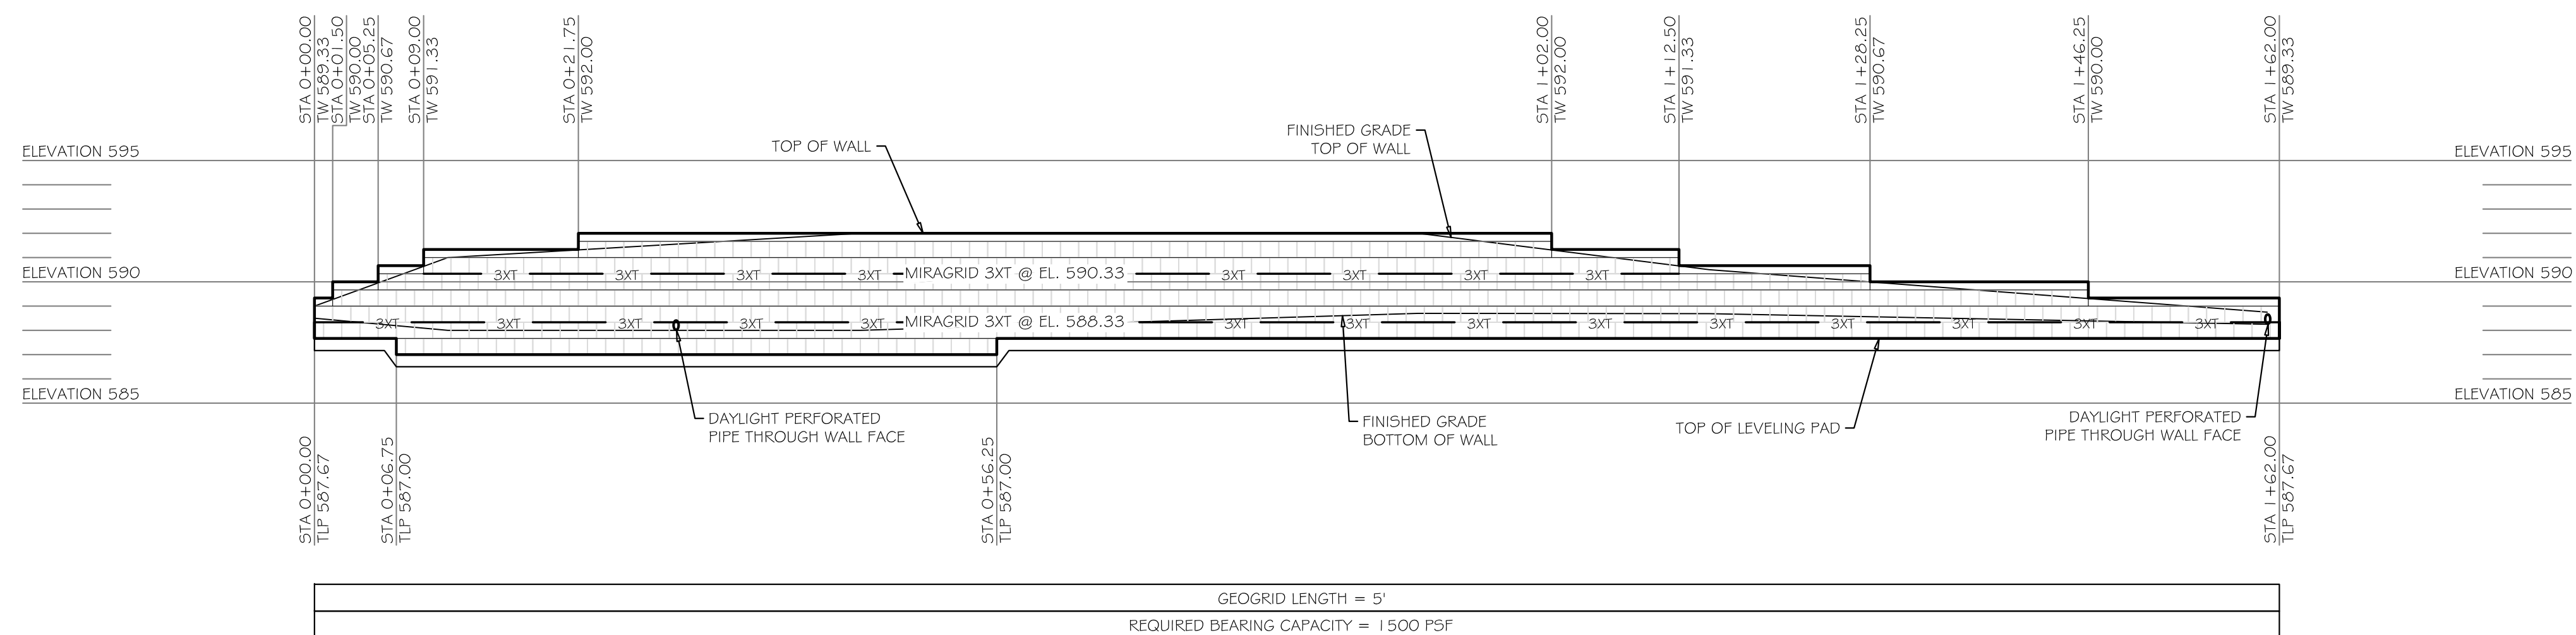 STA 0+00.00
TW 589.33
STA 0+01.50
TW 590.00
STA 0+05.25
TW 590.67
STA 0+09.00
TW 591.33
STA 0+21.75
TW 592.00
STA 1+02.00
TW 592.00
STA 1+12.50
TW 591.33
STA 1+28.25
TW 590.67
STA 1+46.25
TW 590.00
STA 1+62.00
TW 589.33
ELEVATION 595
TOP OF WALL
FINISHED GRADE
TOP OF WALL
ELEVATION 595
ELEVATION 590
3XT 3XT 3XT 3XT MIRAGRID 3XT @ EL. 590.33 3XT 3XT 3XT 3XT
ELEVATION 590
3XT 3XT 3XT 3XT 3XT MIRAGRID 3XT @ EL. 588.33 3XT 3XT 3XT 3XT 3XT 3XT 3XT 3XT 3XT
ELEVATION 585
ELEVATION 585
DAYLIGHT PERFORATED
PIPE THROUGH WALL FACE
FINISHED GRADE
BOTTOM OF WALL
TOP OF LEVELING PAD
DAYLIGHT PERFORATED
PIPE THROUGH WALL FACE
STA 0+00.00
TLP 587.67
STA 0+06.75
TLP 587.00
STA 0+56.25
TLP 587.00
STA 1+62.00
TLP 587.67
GEOGRID LENGTH = 5'
REQUIRED BEARING CAPACITY = 1500 PSF